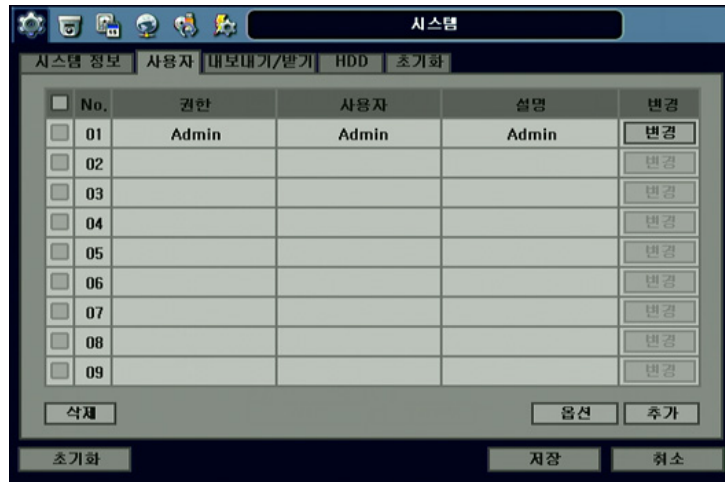 시스템
시스템 정보 사용자 내보내기/받기 HDD 초기화
No. 권한 사용자 설명 변경
01 Admin Admin Admin 변경
02 변경
03 변경
04 변경
05 변경
06 변경
07 변경
08 변경
09 변경
삭제 옵션 추가
초기화 저장 취소